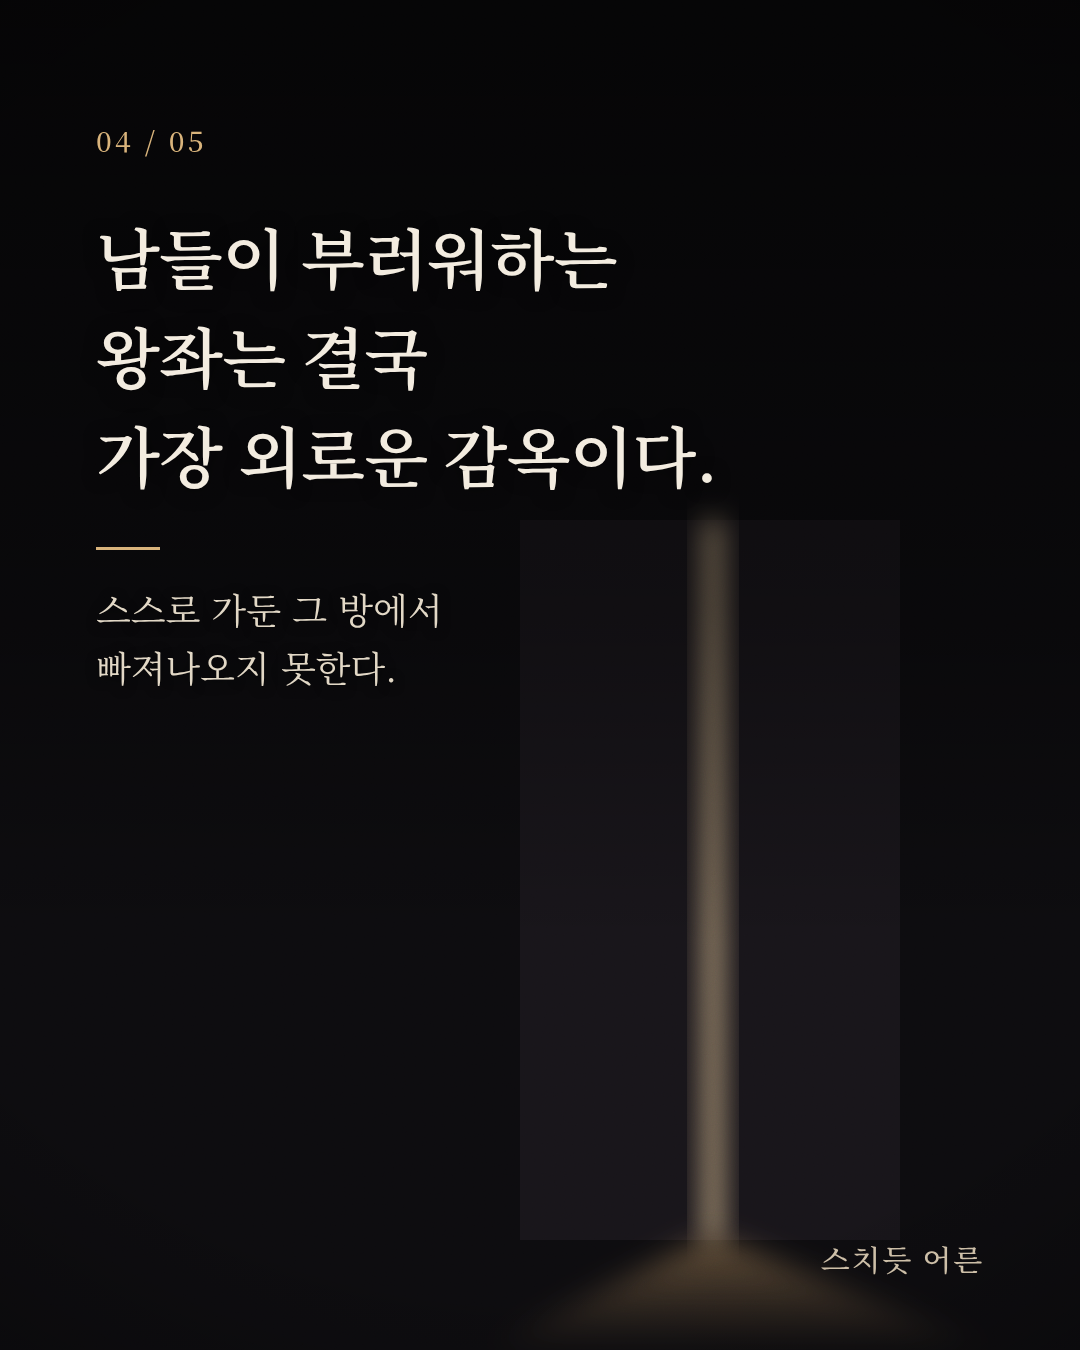 04 / 05
남들이 부러워하는
왕좌는 결국
가장 외로운 감옥이다.
스스로 가둔 그 방에서
빠져나오지 못한다.
스치듯 어른